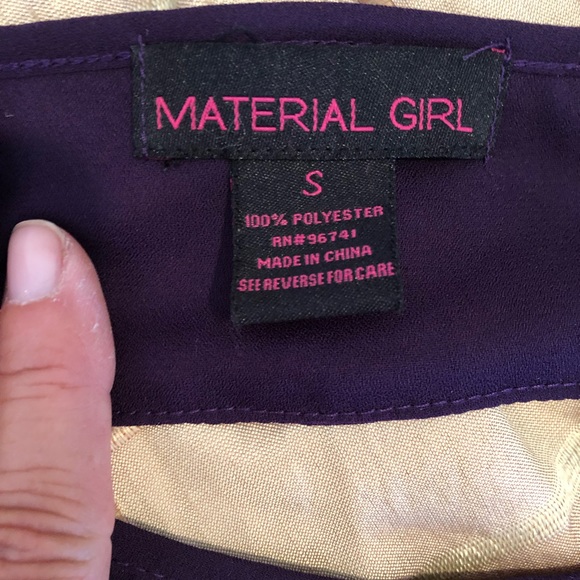 MATERIAL GIRL
S
100% POLYESTER
RN#96741
MADE IN CHINA
SEE REVERSE FOR CARE